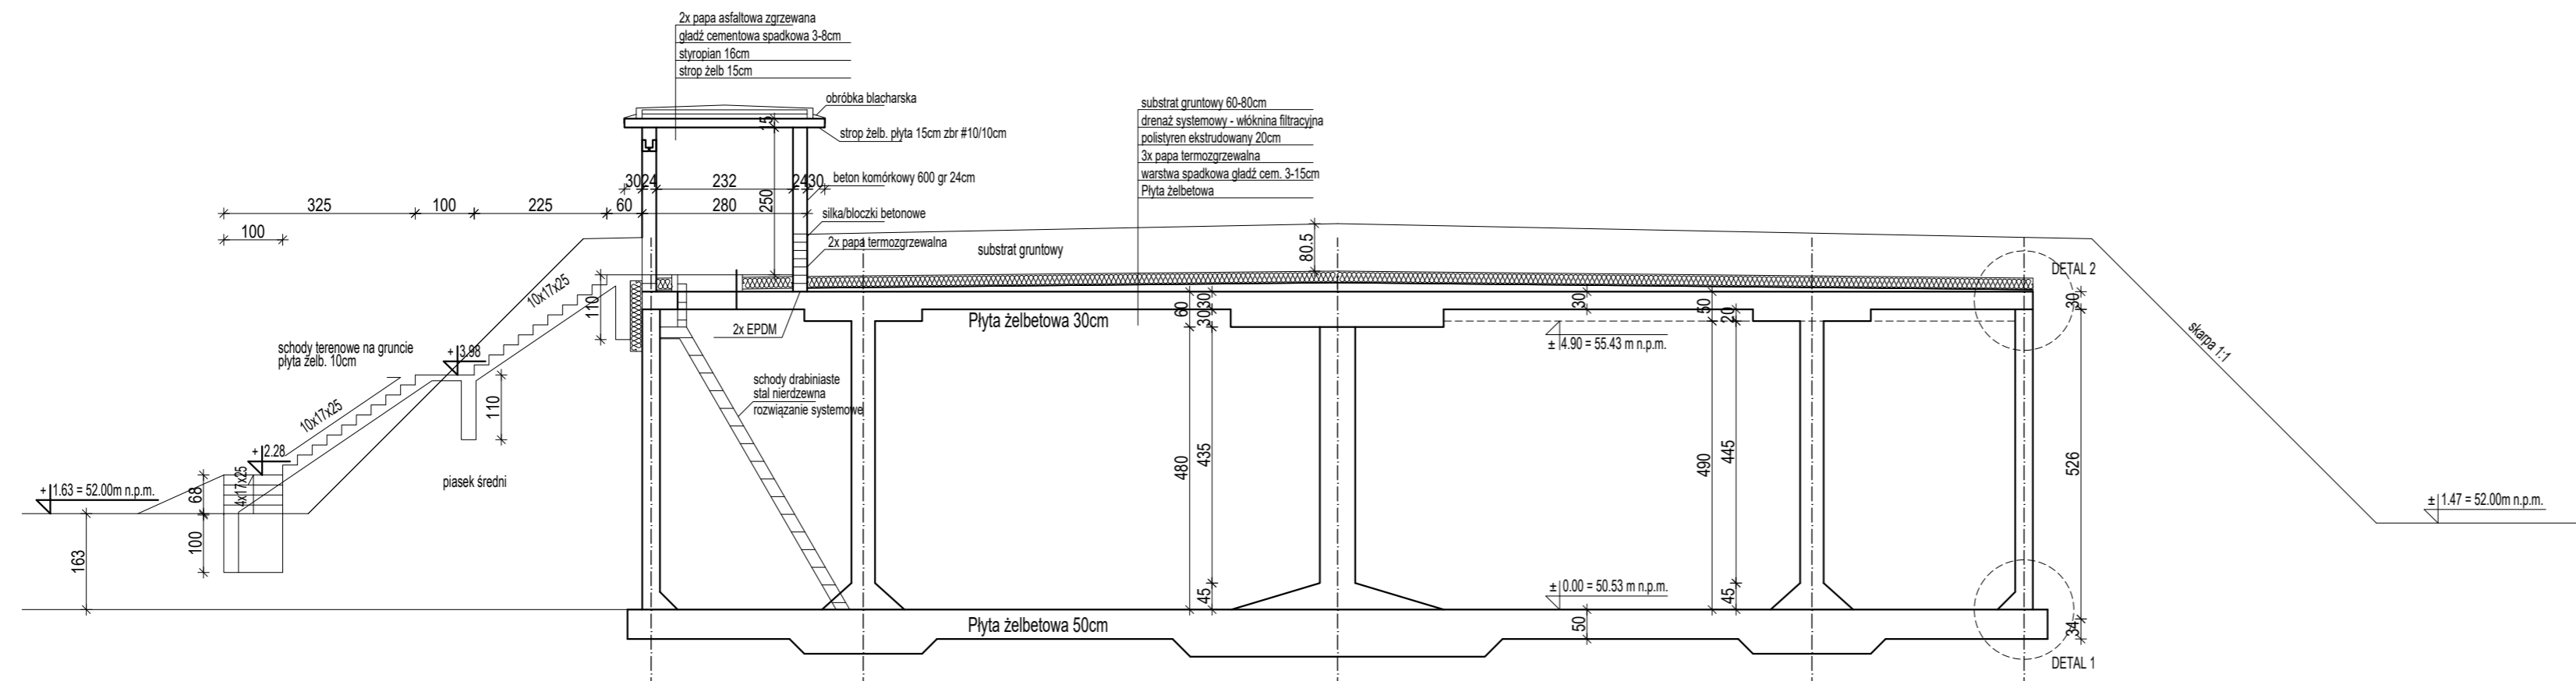 2x papa asfaltowa zgrzewana
gładź cementowa spadkowa 3-8cm
styropian 16cm
strop żelb 15cm
obróbka blacharska
strop żelb. płyta 15cm zbr #10/10cm
15
beton komórkowy 600 gr 24cm
silka/bloczki betonowe
2x papa termozgrzewalna
substrat gruntowy 60-80cm
drenaż systemowy - włóknina filtracyjna
polistyren ekstrudowany 20cm
3x papa termozgrzewalna
warstwa spadkowa gładź cem. 3-15cm
Płyta żelbetowa
30 24 232 24 30
325 100 225 60 280
250
100
substrat gruntowy
80.5
DETAL 2
10x17x25
110
2x EPDM
Płyta żelbetowa 30cm
60 30 30
30
50 20
30
± 4.90 = 55.43 m n.p.m.
skarpa 1:1
schody terenowe na gruncie
płyta żelb. 10cm
+ 3.98
110
10x17x25
schody drabiniaste
stal nierdzewna
rozwiązanie systemowe
+ 2.28
4x17x25
piasek średni
68
100
163
+ 1.63 = 52.00m n.p.m.
480
435
45
490
445
45
526
34
± 1.47 = 52.00m n.p.m.
± 0.00 = 50.53 m n.p.m.
Płyta żelbetowa 50cm
50
DETAL 1